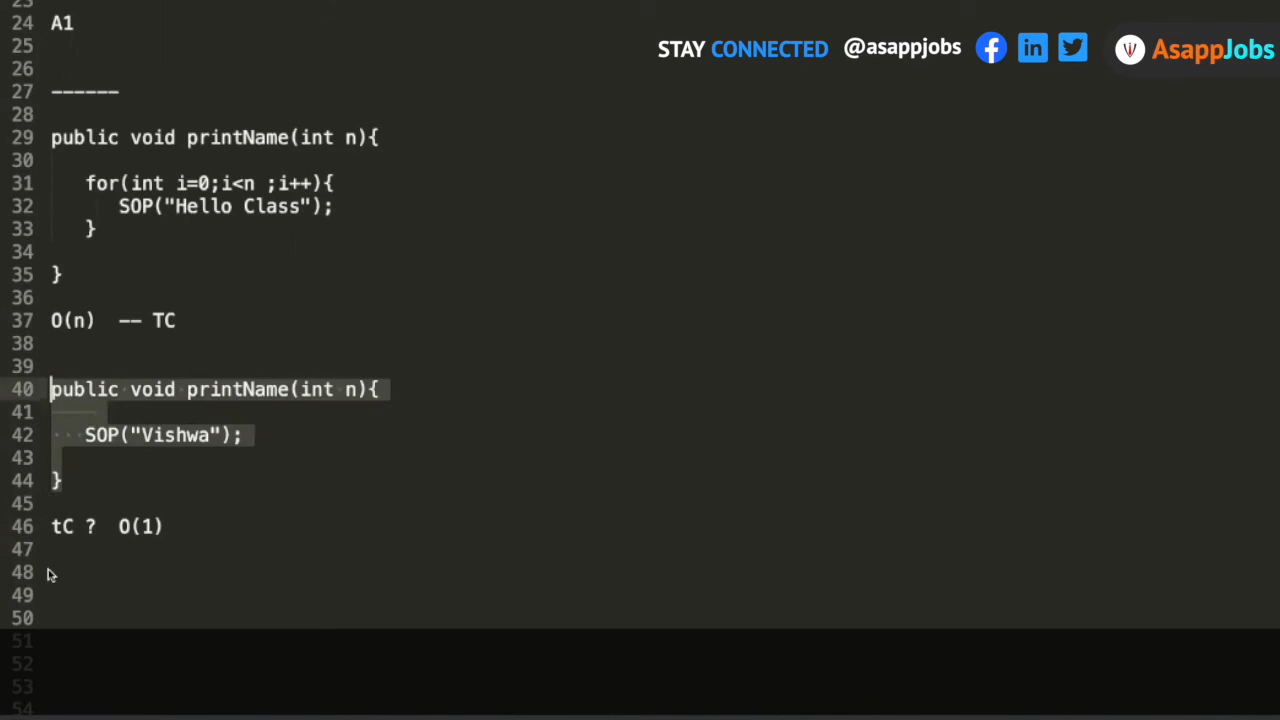 23
24 A1
STAY CONNECTED @asappjobs AsappJobs
25
26
27 ------
28
29 public void printName(int n){
30
31 for(int i=0;i<n ;i++){
32 SOP("Hello Class");
33 }
34
35 }
36
37 O(n) -- TC
38
39
40 public void printName(int n){
41
42 SOP("Vishwa");
43
44 }
45
46 tC ? O(1)
47
48
49
50
51
52
53
54